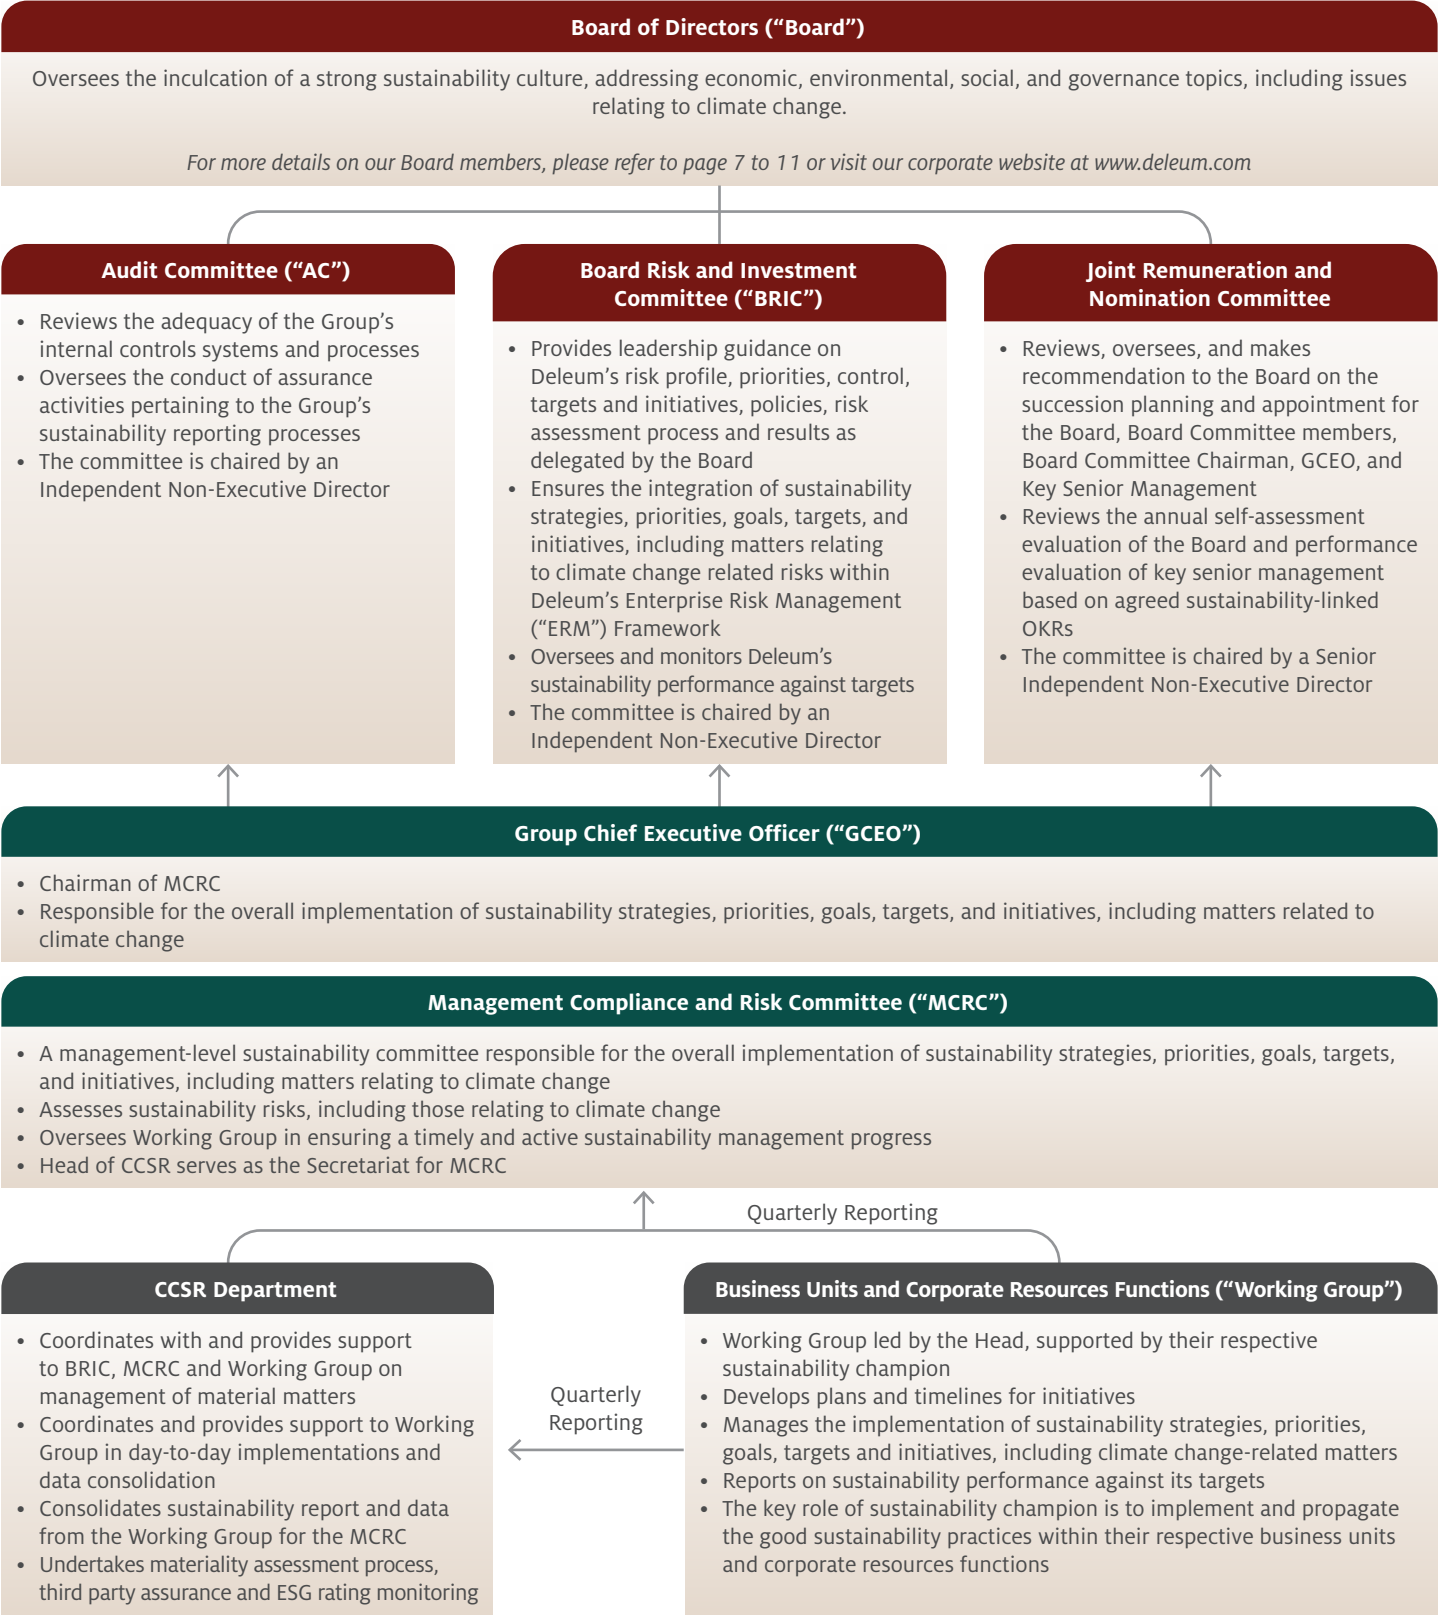 Board of Directors (“Board”)
Oversees the inculcation of a strong sustainability culture, addressing economic, environmental, social, and governance topics, including issues
relating to climate change.
For more details on our Board members, please refer to page 7 to 11 or visit our corporate website at www.deleum.com
Audit Committee (“AC”)
• Reviews the adequacy of the Group’s
internal controls systems and processes
• Oversees the conduct of assurance
activities pertaining to the Group’s
sustainability reporting processes
• The committee is chaired by an
Independent Non-Executive Director
Board Risk and Investment
Committee (“BRIC”)
• Provides leadership guidance on
Deleum’s risk profile, priorities, control,
targets and initiatives, policies, risk
assessment process and results as
delegated by the Board
• Ensures the integration of sustainability
strategies, priorities, goals, targets, and
initiatives, including matters relating
to climate change related risks within
Deleum’s Enterprise Risk Management
(“ERM”) Framework
• Oversees and monitors Deleum’s
sustainability performance against targets
• The committee is chaired by an
Independent Non-Executive Director
Joint Remuneration and
Nomination Committee
• Reviews, oversees, and makes
recommendation to the Board on the
succession planning and appointment for
the Board, Board Committee members,
Board Committee Chairman, GCEO, and
Key Senior Management
• Reviews the annual self-assessment
evaluation of the Board and performance
evaluation of key senior management
based on agreed sustainability-linked
OKRs
• The committee is chaired by a Senior
Independent Non-Executive Director
Group Chief Executive Officer (“GCEO”)
• Chairman of MCRC
• Responsible for the overall implementation of sustainability strategies, priorities, goals, targets, and initiatives, including matters related to
climate change
Management Compliance and Risk Committee (“MCRC”)
• A management-level sustainability committee responsible for the overall implementation of sustainability strategies, priorities, goals, targets,
and initiatives, including matters relating to climate change
• Assesses sustainability risks, including those relating to climate change
• Oversees Working Group in ensuring a timely and active sustainability management progress
• Head of CCSR serves as the Secretariat for MCRC
Quarterly Reporting
CCSR Department
• Coordinates with and provides support
to BRIC, MCRC and Working Group on
management of material matters
• Coordinates and provides support to Working
Group in day-to-day implementations and
data consolidation
• Consolidates sustainability report and data
from the Working Group for the MCRC
• Undertakes materiality assessment process,
third party assurance and ESG rating monitoring
Quarterly
Reporting
Business Units and Corporate Resources Functions (“Working Group”)
• Working Group led by the Head, supported by their respective
sustainability champion
• Develops plans and timelines for initiatives
• Manages the implementation of sustainability strategies, priorities,
goals, targets and initiatives, including climate change-related matters
• Reports on sustainability performance against its targets
• The key role of sustainability champion is to implement and propagate
the good sustainability practices within their respective business units
and corporate resources functions